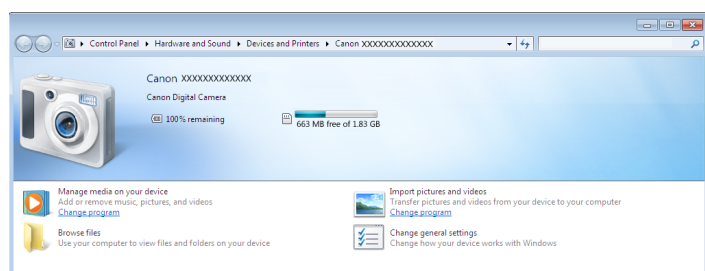 Control Panel ▸ Hardware and Sound ▸ Devices and Printers ▸ Canon XXXXXXXXXXXXX
Canon XXXXXXXXXXXXX
Canon Digital Camera
100% remaining
663 MB free of 1.83 GB
Manage media on your device
Add or remove music, pictures, and videos
Change program
Import pictures and videos
Transfer pictures and videos from your device to your computer
Change program
Browse files
Use your computer to view files and folders on your device
Change general settings
Change how your device works with Windows